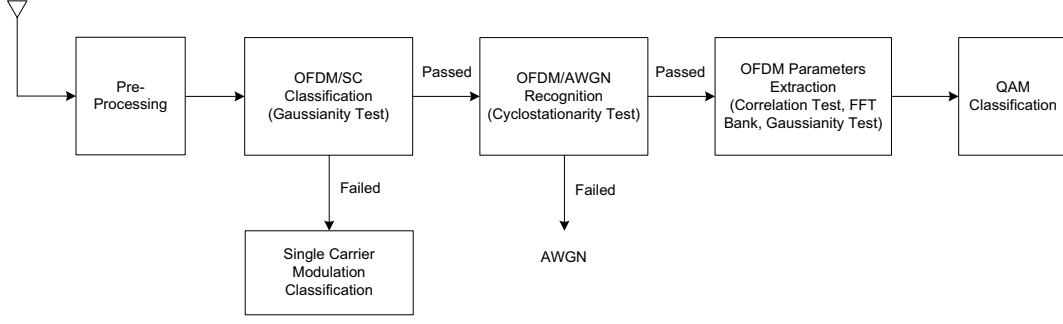 Pre-
Processing
OFDM/SC
Classification
(Gaussianity Test)
Passed
OFDM/AWGN
Recognition
(Cyclostationarity Test)
Passed
OFDM Parameters
Extraction
(Correlation Test, FFT
Bank, Gaussianity Test)
QAM
Classification
Failed
Failed
Single Carrier
Modulation
Classification
AWGN